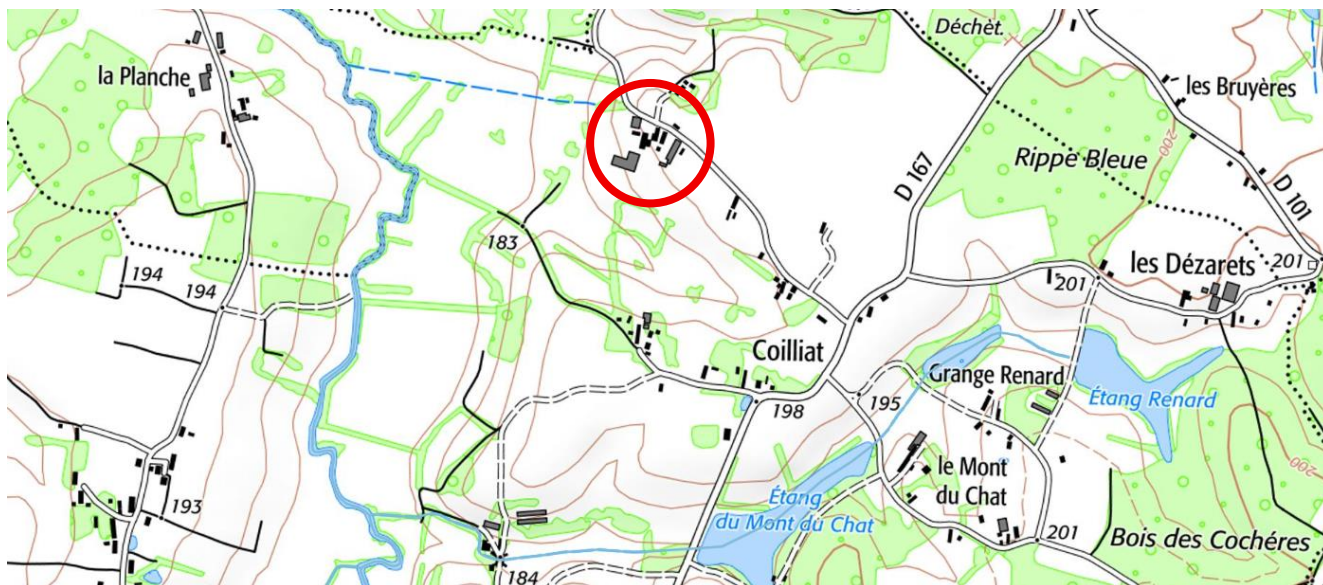 Déchèt.
la Planche
les Bruyères
Rippe Bleue
200
D 167
D 101
183
194
194
201
les Dézarets
201
Coilliat
Grange Renard
Étang Renard
198
195
200
le Mont
du Chat
Étang
du Mont du Chat
193
201
Bois des Cochéres
184